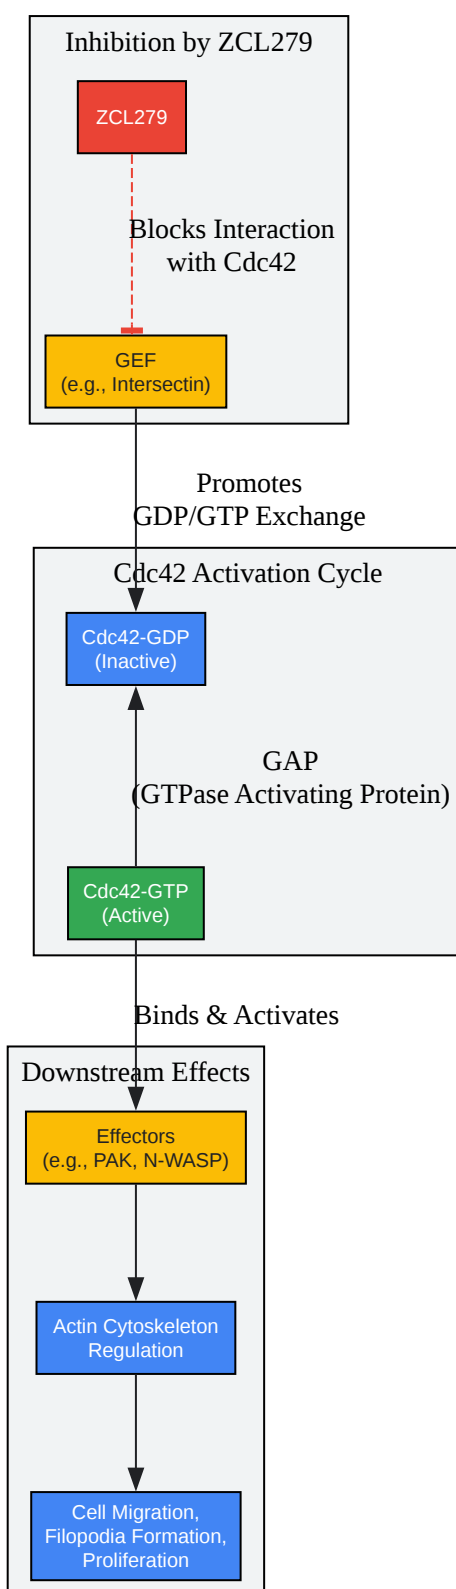 Inhibition by ZCL279
ZCL279
Blocks Interaction
with Cdc42
GEF
(e.g., Intersectin)
Promotes
GDP/GTP Exchange
Cdc42 Activation Cycle
Cdc42-GDP
(Inactive)
GAP
(GTPase Activating Protein)
Cdc42-GTP
(Active)
Binds & Activates
Downstream Effects
Effectors
(e.g., PAK, N-WASP)
Actin Cytoskeleton
Regulation
Cell Migration,
Filopodia Formation,
Proliferation